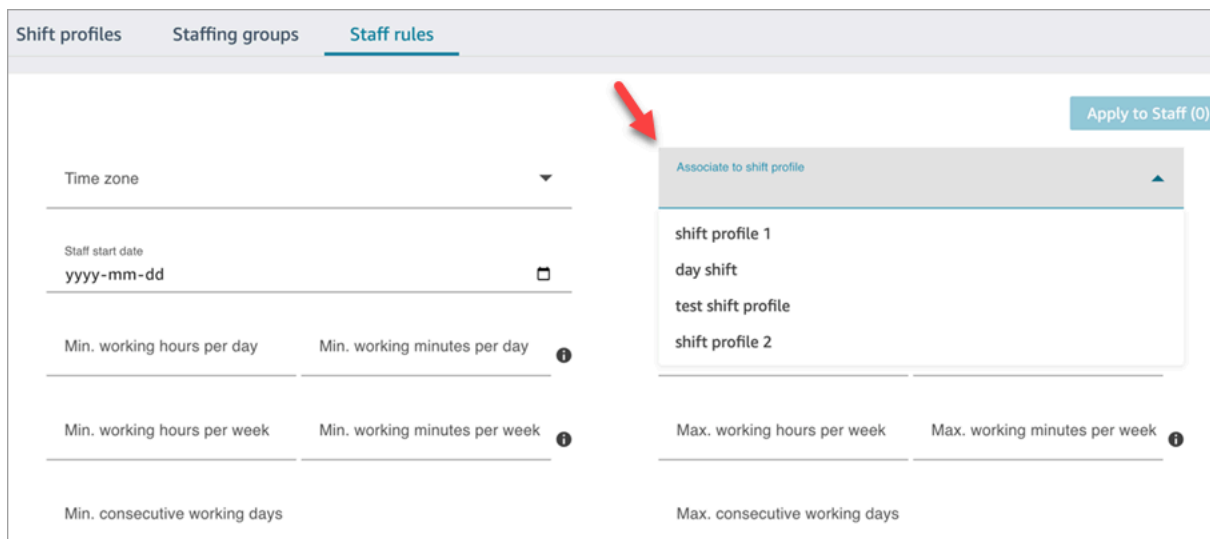 Shift profiles Staffing groups Staff rules
Apply to Staff (0)
Time zone
Associate to shift profile
shift profile 1
day shift
test shift profile
shift profile 2
Staff start date
yyyy-mm-dd
Min. working hours per day Min. working minutes per day
Min. working hours per week Min. working minutes per week Max. working hours per week Max. working minutes per week
Min. consecutive working days Max. consecutive working days